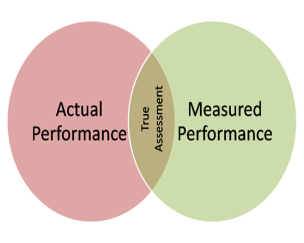 Actual
Performance
True
Assessment
Measured
Performance